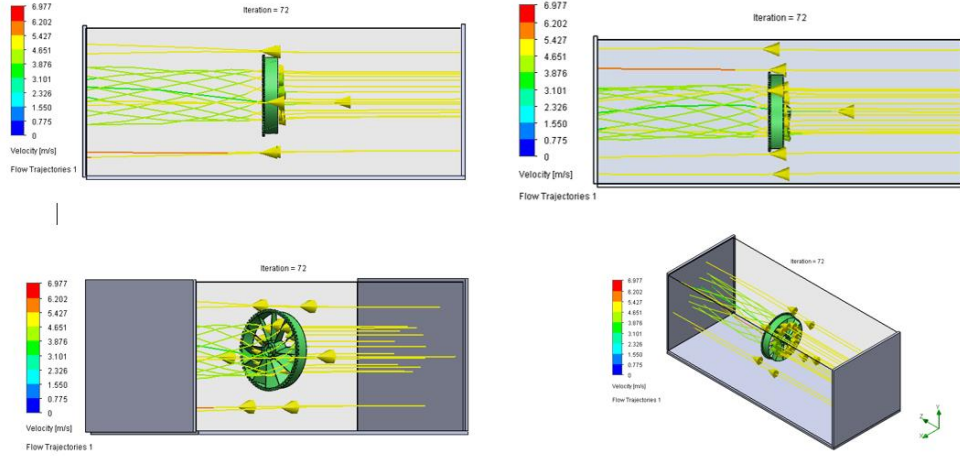 Iteration = 72
6.977
6.202
5.427
4.651
3.876
3.101
2.326
1.550
0.775
0
Velocity [m/s]
Flow Trajectories 1
Iteration = 72
6.977
6.202
5.427
4.651
3.876
3.101
2.326
1.550
0.775
0
Velocity [m/s]
Flow Trajectories 1
Iteration = 72
6.977
6.202
5.427
4.651
3.876
3.101
2.326
1.550
0.775
0
Velocity [m/s]
Flow Trajectories 1
Iteration = 72
6.977
6.202
5.427
4.651
3.876
3.101
2.326
1.550
0.775
0
Velocity [m/s]
Flow Trajectories 1
Y
Z
X